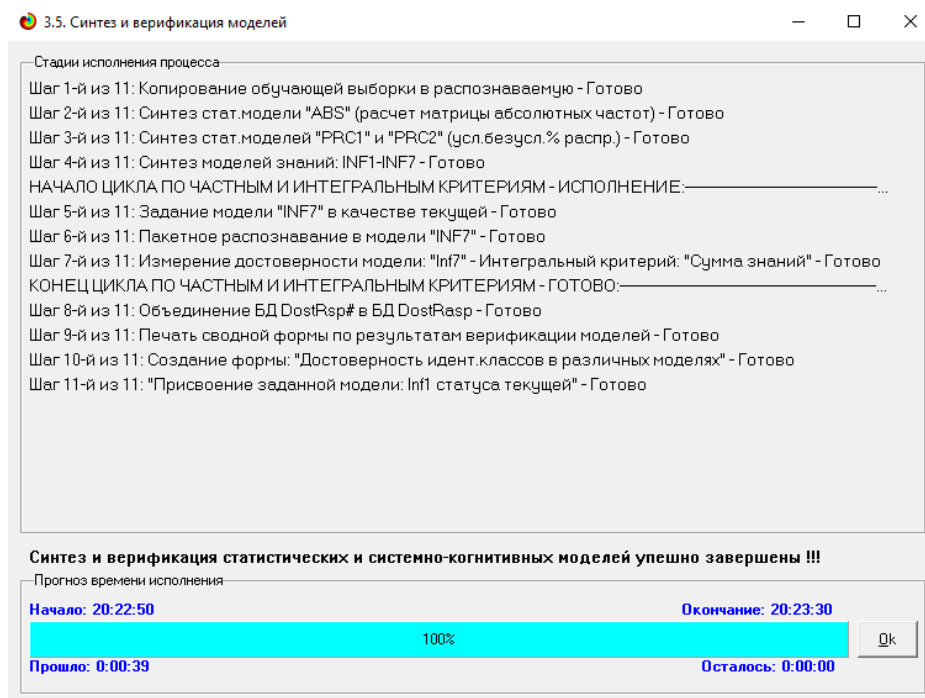 3.5. Синтез и верификация моделей
Стадии исполнения процесса
Шаг 1-й из 11: Копирование обучающей выборки в распознаваемую - Готово
Шаг 2-й из 11: Синтез стат.модели "ABS" (расчет матрицы абсолютных частот) - Готово
Шаг 3-й из 11: Синтез стат.моделей "PRC1" и "PRC2" (усл.безусл.% распр.) - Готово
Шаг 4-й из 11: Синтез моделей знаний: INF1-INF7 - Готово
НАЧАЛО ЦИКЛА ПО ЧАСТНЫМ И ИНТЕГРАЛЬНЫМ КРИТЕРИЯМ - ИСПОЛНЕНИЕ:————————...
Шаг 5-й из 11: Задание модели "INF7" в качестве текущей - Готово
Шаг 6-й из 11: Пакетное распознавание в модели "INF7" - Готово
Шаг 7-й из 11: Измерение достоверности модели: "Inf7" - Интегральный критерий: "Сумма знаний" - Готово
КОНЕЦ ЦИКЛА ПО ЧАСТНЫМ И ИНТЕГРАЛЬНЫМ КРИТЕРИЯМ - ГОТОВО:———————————...
Шаг 8-й из 11: Объединение БД DostRsp# в БД DostRasp - Готово
Шаг 9-й из 11: Печать сводной формы по результатам верификации моделей - Готово
Шаг 10-й из 11: Создание формы: "Достоверность идент.классов в различных моделях" - Готово
Шаг 11-й из 11: "Присвоение заданной модели: Inf1 статуса текущей" - Готово
Синтез и верификация статистических и системно-когнитивных моделей упешно завершены !!!
Прогноз времени исполнения
Начало: 20:22:50 Окончание: 20:23:30
100% Ok
Прошло: 0:00:39 Осталось: 0:00:00